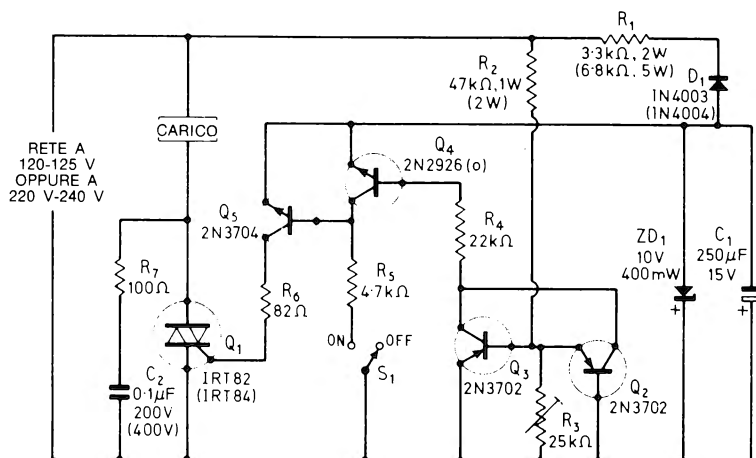 R1
3.3kΩ, 2W
(6.8kΩ, 5W)
R2
47kΩ, 1W
(2W)
D1
IN4003
(IN4004)
CARICO
RETE A
120-125 V
OPPURE A
220 V-240 V
Q4
2N2926(o)
Q5
2N3704
R4
22kΩ
ZD1
10V
400mW
+
C1
250µF
15V
+
R7
100Ω
R6
82Ω
R5
4.7kΩ
ON
OFF
S1
Q1
IRT82
(IRT84)
C2
0.1µF
200V
(400V)
Q3
2N3702
R3
25kΩ
Q2
2N3702